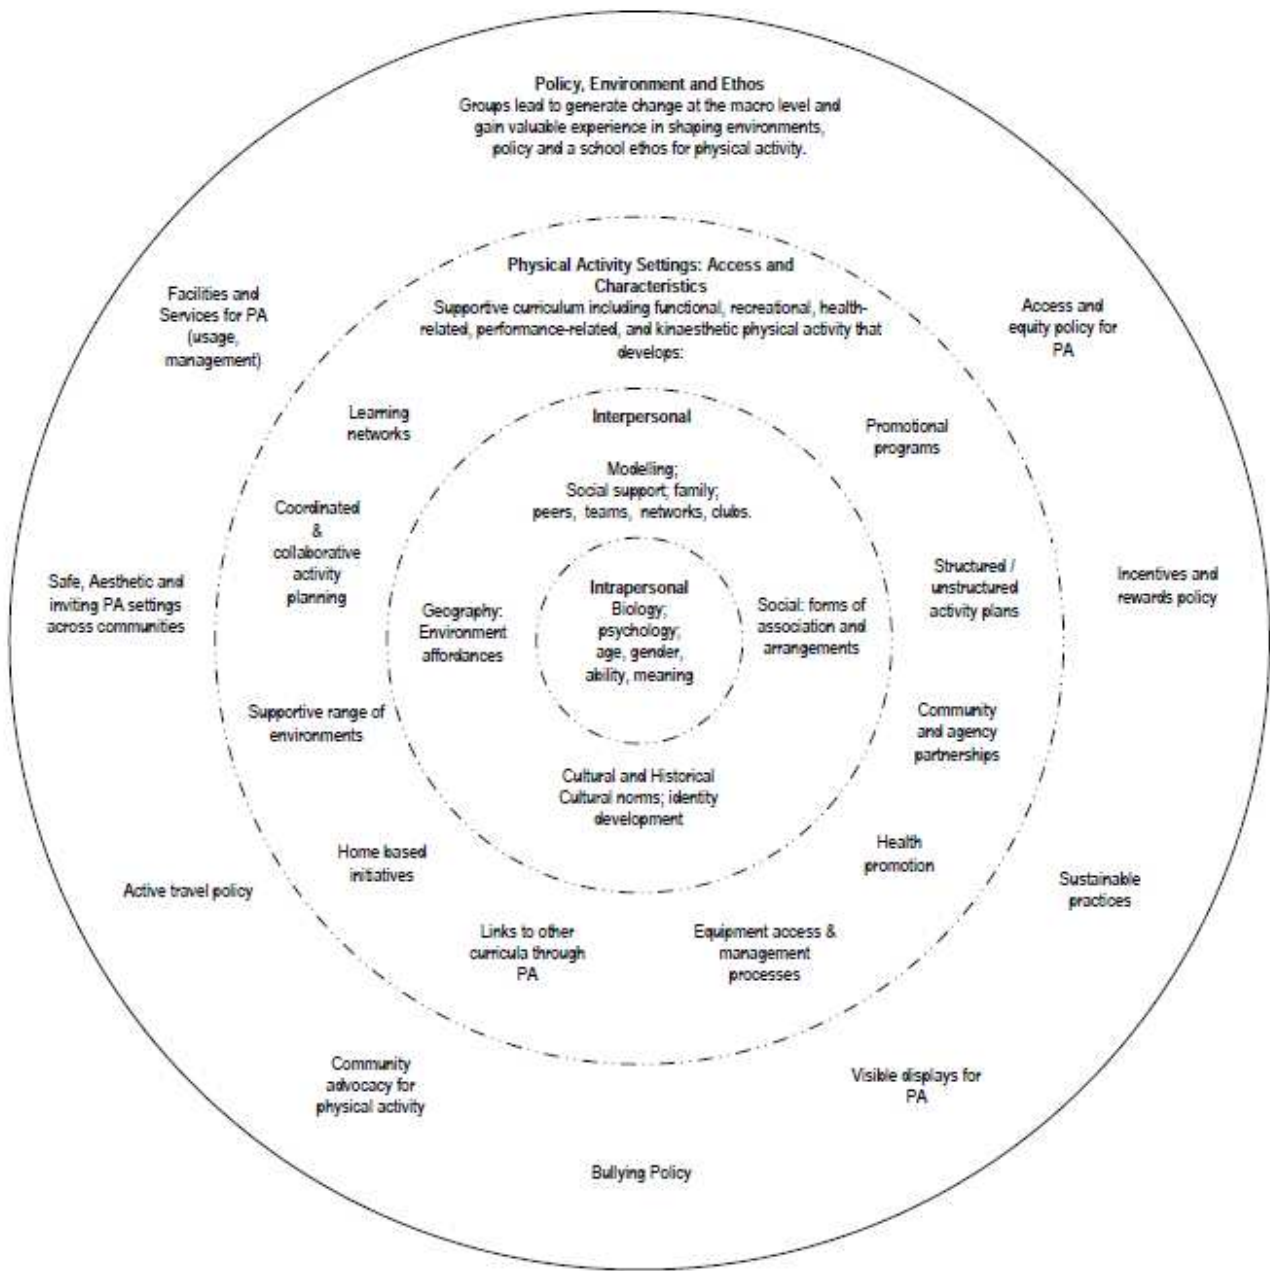 Policy, Environment and Ethos
Groups lead to generate change at the macro level and
gain valuable experience in shaping environments,
policy and a school ethos for physical activity.
Physical Activity Settings: Access and
Characteristics
Supportive curriculum including functional, recreational, health-
related, performance-related, and kinaesthetic physical activity that
develops:
Facilities and
Services for PA
(usage,
management)
Access and
equity policy for
PA
Learning
networks
Interpersonal
Promotional
programs
Modelling;
Social support; family;
peers, teams, networks, clubs.
Coordinated
&
collaborative
activity
planning
Safe, Aesthetic and
inviting PA settings
across communities
Geography:
Environment
affordances
Intrapersonal
Biology;
psychology;
age, gender,
ability, meaning
Social: forms of
association and
arrangements
Structured /
unstructured
activity plans
Incentives and
rewards policy
Supportive range of
environments
Community
and agency
partnerships
Cultural and Historical
Cultural norms; identity
development
Home based
initiatives
Health
promotion
Active travel policy
Sustainable
practices
Links to other
curricula through
PA
Equipment access &
management
processes
Community
advocacy for
physical activity
Visible displays for
PA
Bullying Policy